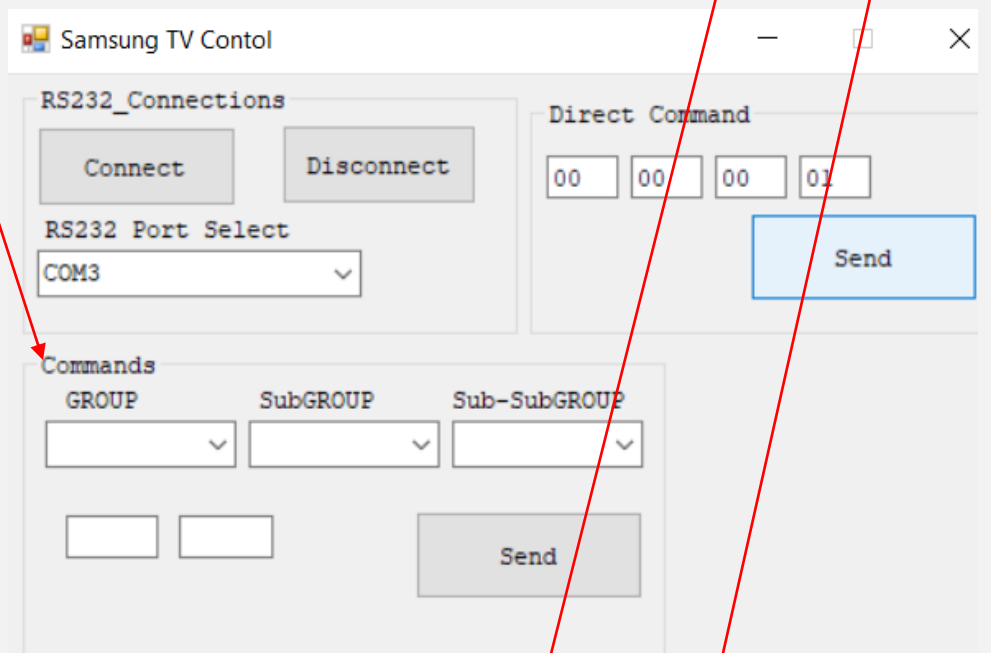 Samsung TV Contol
RS232_Connections
Connect
Disconnect
RS232 Port Select
COM3
Direct Command
00 00 00 01
Send
Commands
GROUP SubGROUP Sub-SubGROUP
Send